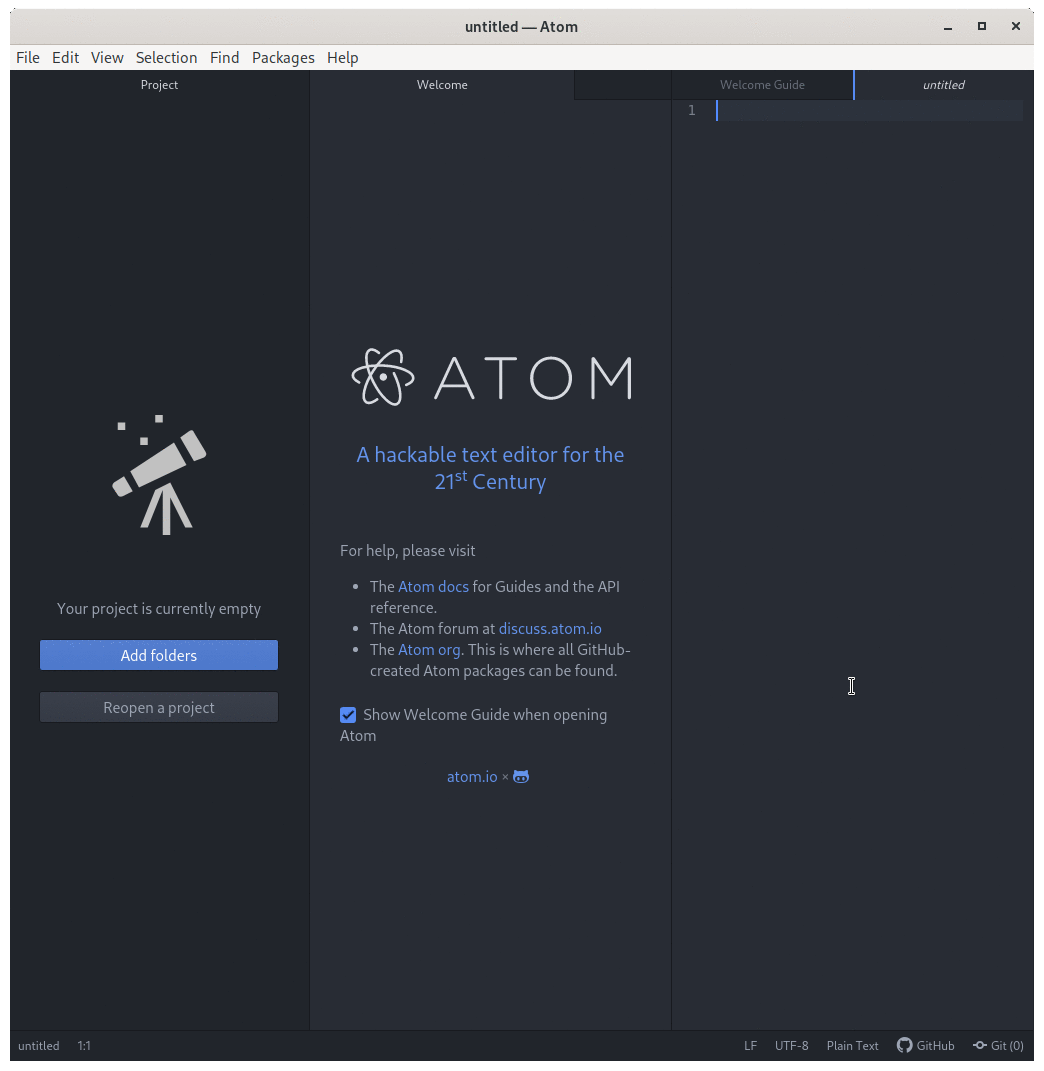 untitled — Atom
File Edit View Selection Find Packages Help
Project
Welcome
Welcome Guide
untitled
1
ATOM
A hackable text editor for the
21st Century
For help, please visit
• The Atom docs for Guides and the API
reference.
• The Atom forum at discuss.atom.io
• The Atom org. This is where all GitHub-
created Atom packages can be found.
Show Welcome Guide when opening
Atom
atom.io ×
Your project is currently empty
Add folders
Reopen a project
untitled 1:1 LF UTF-8 Plain Text GitHub Git (0)